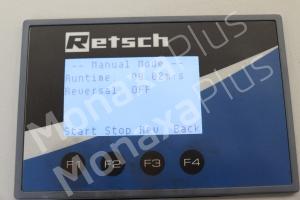 Retsch
-- Manual Mode --
Runtime:
Reversal: OFF
Start Stop Rev. Back
F1 F2 F3 F4
MonaxaPlus
MonaxaPlus